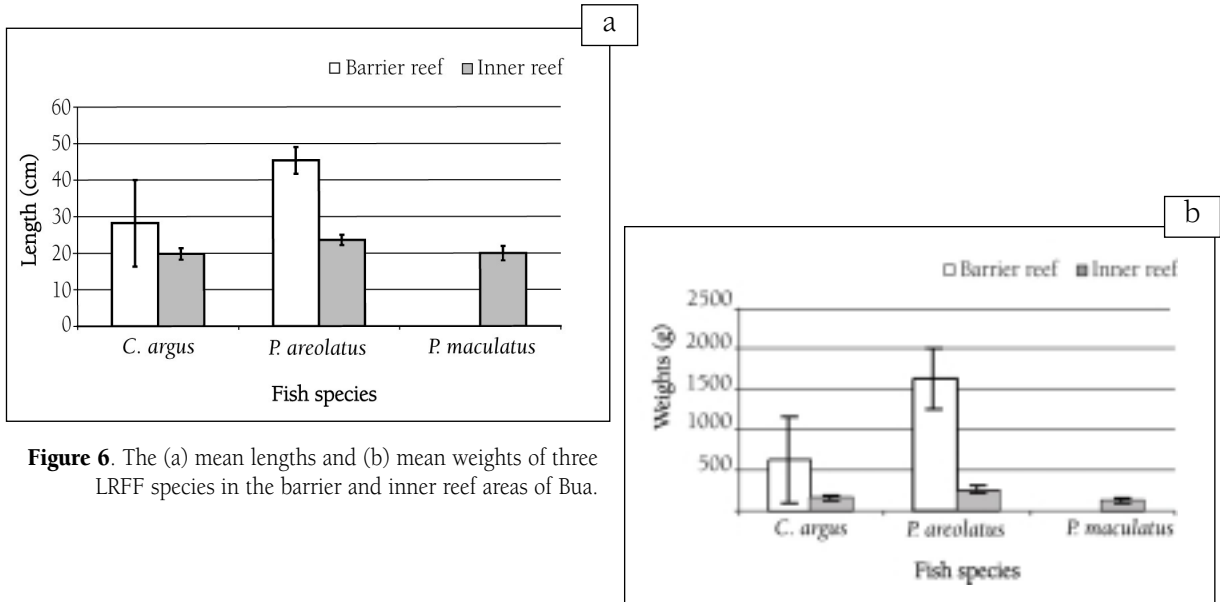 a
Barrier reef Inner reef
60
50
40
30
20
10
0
Length (cm)
C. argus P. areolatus P. maculatus
Fish species
Figure 6. The (a) mean lengths and (b) mean weights of three
LRFF species in the barrier and inner reef areas of Bua.
b
Barrier reef Inner reef
2500
2000
1500
1000
500
Weights (g)
C. argus P. areolatus P. maculatus
Fish species